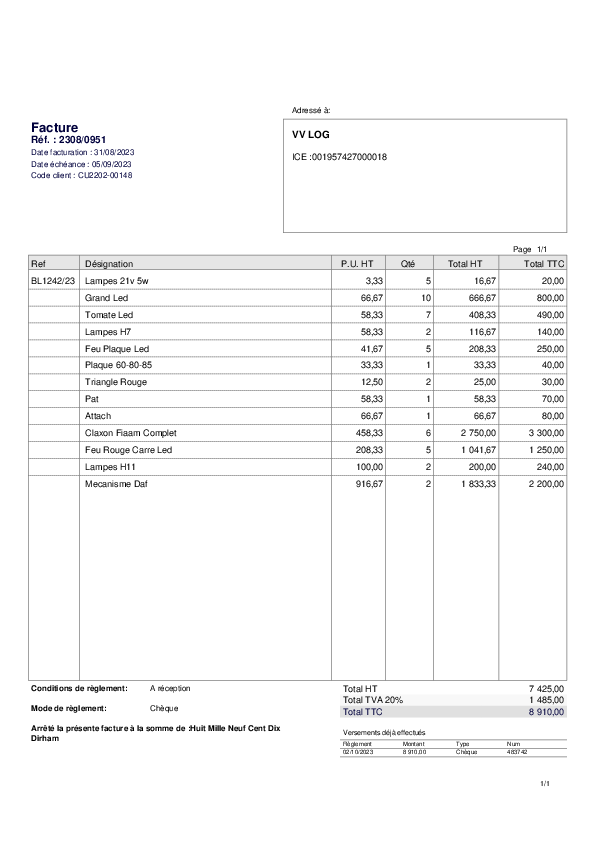 Adressé à:
Facture
Réf. : 2308/0951
Date facturation : 31/08/2023
Date échéance : 05/09/2023
Code client : CU2202-00148
VV LOG
ICE :001957427000018
Page 1/1
Ref Désignation P.U. HT Qté Total HT Total TTC
BL1242/23 Lampes 21v 5w 3,33 5 16,67 20,00
Grand Led 66,67 10 666,67 800,00
Tomate Led 58,33 7 408,33 490,00
Lampes H7 58,33 2 116,67 140,00
Feu Plaque Led 41,67 5 208,33 250,00
Plaque 60-80-85 33,33 1 33,33 40,00
Triangle Rouge 12,50 2 25,00 30,00
Pat 58,33 1 58,33 70,00
Attach 66,67 1 66,67 80,00
Claxon Fiaam Complet 458,33 6 2 750,00 3 300,00
Feu Rouge Carre Led 208,33 5 1 041,67 1 250,00
Lampes H11 100,00 2 200,00 240,00
Mecanisme Daf 916,67 2 1 833,33 2 200,00
Conditions de règlement: A réception
Mode de règlement: Chèque
Arrêté la présente facture à la somme de :Huit Mille Neuf Cent Dix
Dirham
Total HT 7 425,00
Total TVA 20% 1 485,00
Total TTC 8 910,00
Versements déjà effectués
Règlement Montant Type Num
02/10/2023 8 910,00 Chèque 483742
1/1